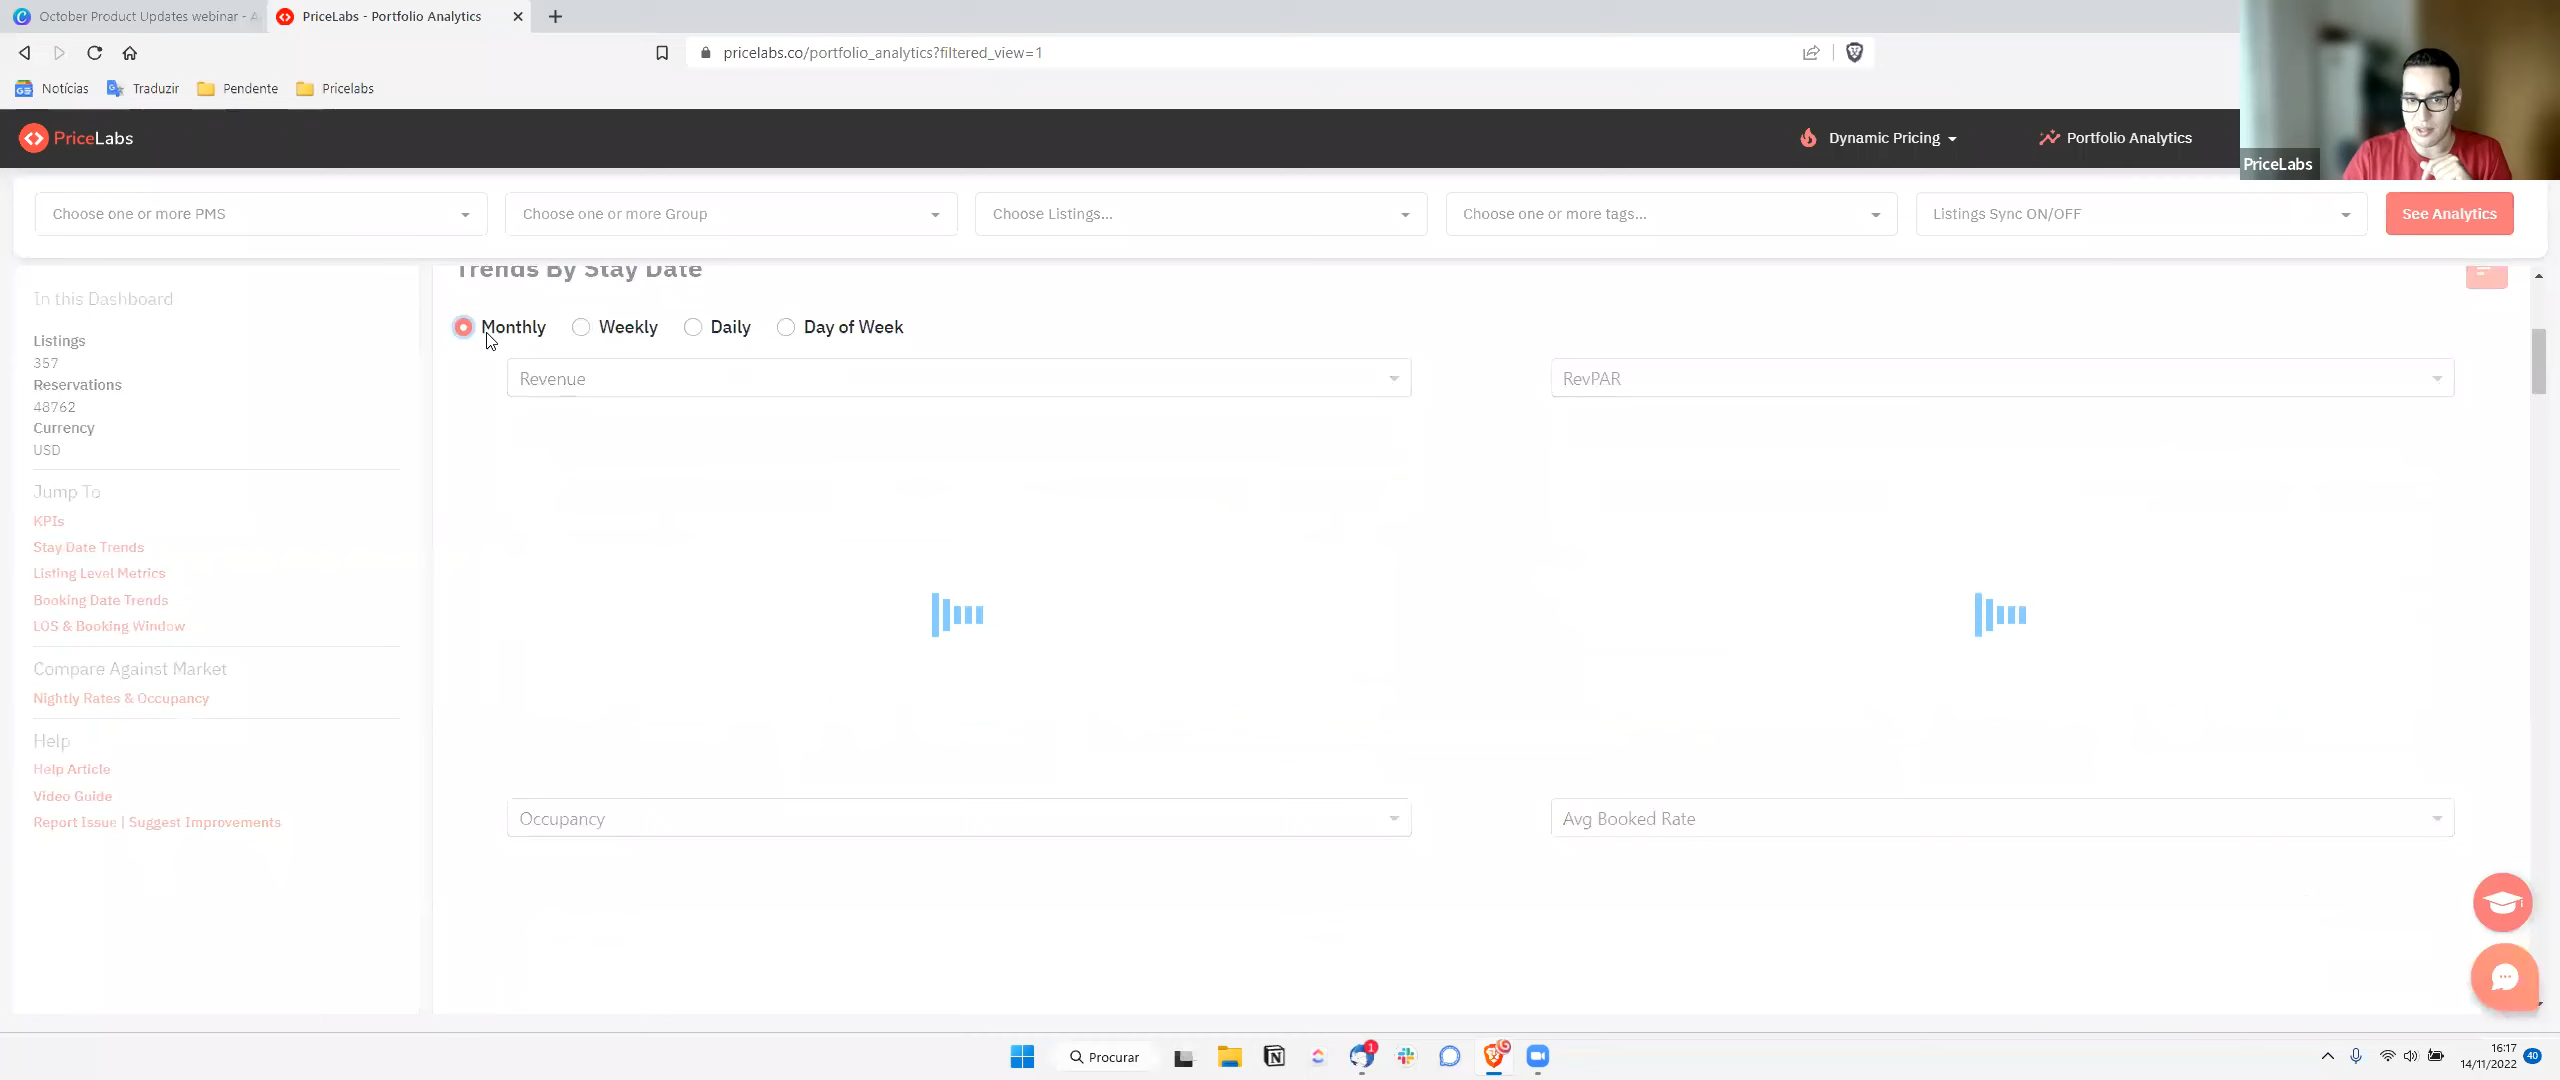 October Product Updates webinar - A
PriceLabs - Portfolio Analytics
pricelabs.co/portfolio_analytics?filtered_view=1
Notícias
Traduzir
Pendente
Pricelabs
PriceLabs
Dynamic Pricing
Portfolio Analytics
PriceLabs
Choose one or more PMS
Choose one or more Group
Choose Listings...
Choose one or more tags...
Listings Sync ON/OFF
See Analytics
In this Dashboard
Listings
357
Reservations
48762
Currency
USD
Jump To
KPIs
Stay Date Trends
Listing Level Metrics
Booking Date Trends
LOS & Booking Window
Compare Against Market
Nightly Rates & Occupancy
Help
Help Article
Video Guide
Report Issue | Suggest Improvements
Trends By Stay Date
Monthly
Weekly
Daily
Day of Week
Revenue
RevPAR
Occupancy
Avg Booked Rate
Procurar
1
16:17
14/11/2022
40